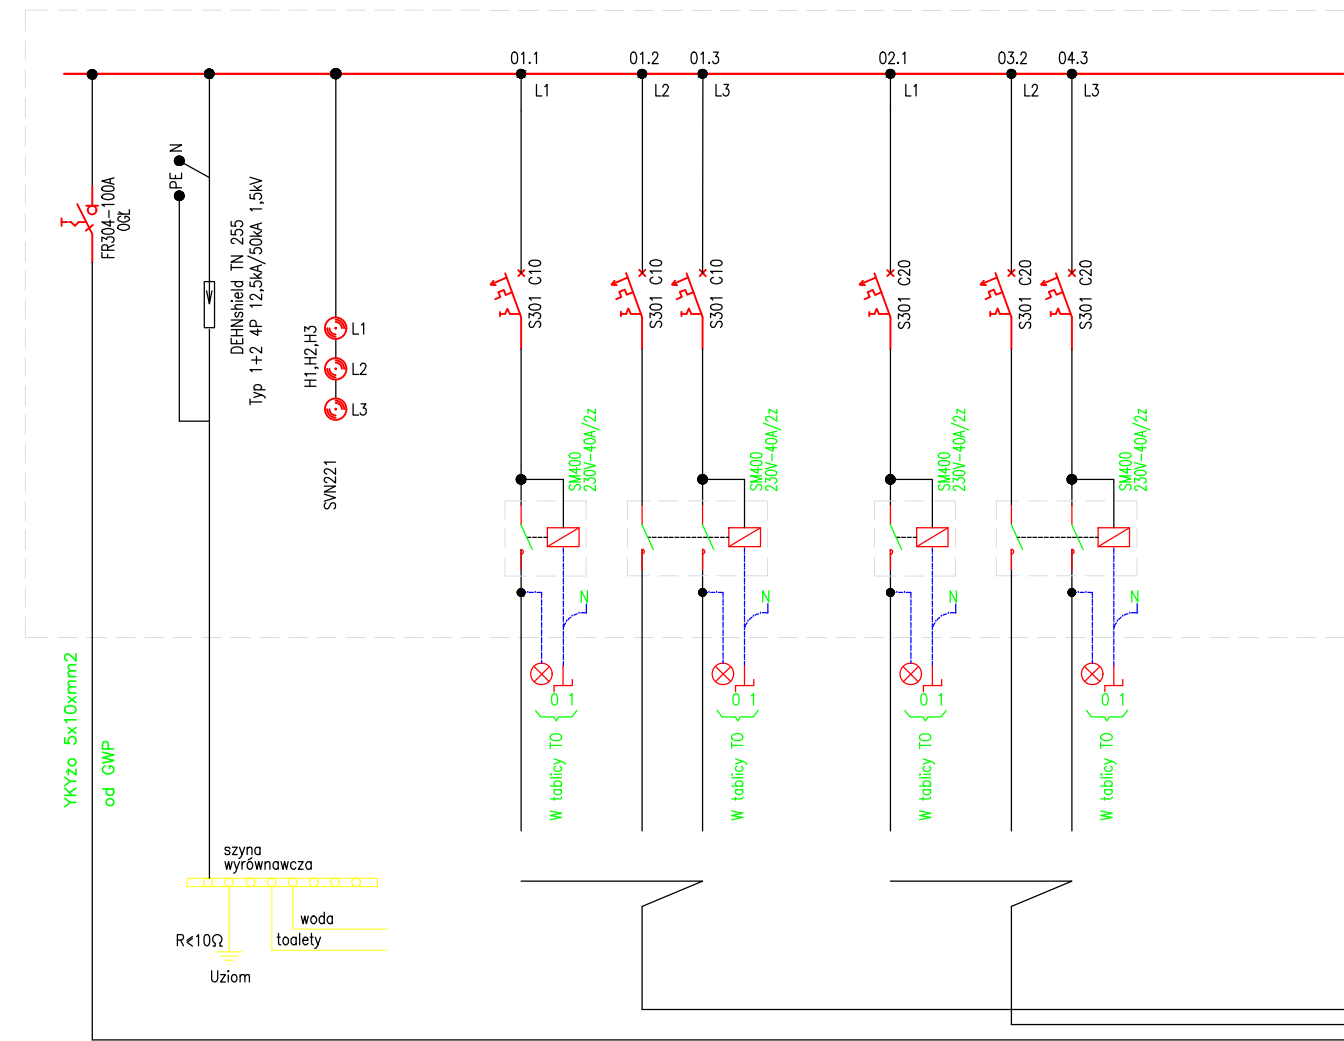 01.1
01.2
01.3
02.1
03.2
04.3
L1
L2
L3
L1
L2
L3
N
PE
FR304-100A
OGL
DEHNshield TN 255
Typ 1+2 4P 12,5kA/50kA 1,5kV
H1,H2,H3
L1
L2
L3
SVN221
S301 C10
S301 C10
S301 C10
S301 C20
S301 C20
S301 C20
SM400
230V-40A/2z
SM400
230V-40A/2z
SM400
230V-40A/2z
SM400
230V-40A/2z
N
N
N
N
0 1
0 1
0 1
0 1
W tablicy TO
W tablicy TO
W tablicy TO
W tablicy TO
YKYżo 5x10xmm2
od GWP
szyna
wyrównawcza
woda
toalety
R≤10Ω
Uziom